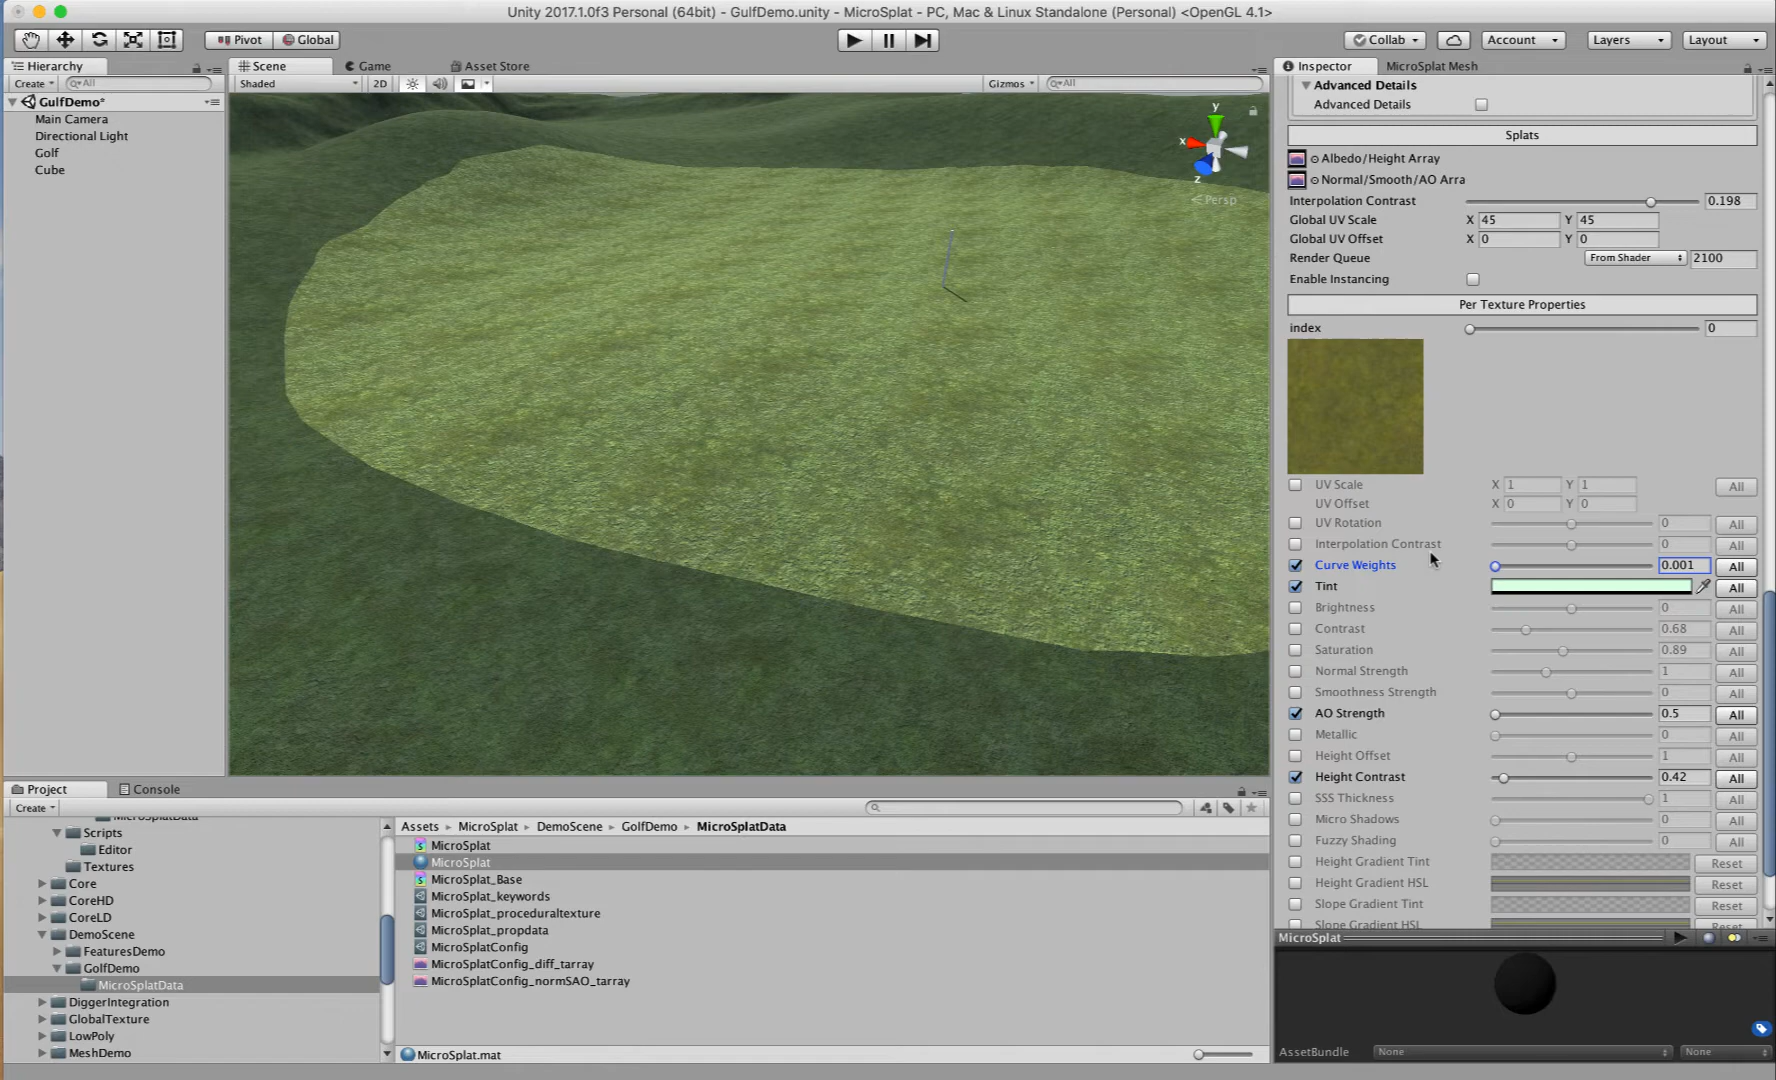 Unity 2017.1.0f3 Personal (64bit) - GulfDemo.unity - MicroSplat - PC, Mac & Linux Standalone (Personal) <OpenGL 4.1>
Pivot Global Collab Account Layers Layout
Hierarchy
Create All
GulfDemo*
Main Camera
Directional Light
Golf
Cube
Scene Game Asset Store
Shaded 2D Gizmos All
y
x
z
Persp
Inspector MicroSplat Mesh
Advanced Details
Advanced Details
Splats
Albedo/Height Array
Normal/Smooth/AO Arra
Interpolation Contrast 0.198
Global UV Scale X 45 Y 45
Global UV Offset X 0 Y 0
Render Queue From Shader 2100
Enable Instancing
Per Texture Properties
index 0
UV Scale X 1 Y 1 All
UV Offset X 0 Y 0
UV Rotation 0 All
Interpolation Contrast 0 All
Curve Weights 0.001 All
Tint All
Brightness 0 All
Contrast 0.68 All
Saturation 0.89 All
Normal Strength 1 All
Smoothness Strength 0 All
AO Strength 0.5 All
Metallic 0 All
Height Offset 1 All
Height Contrast 0.42 All
SSS Thickness 1 All
Micro Shadows 0 All
Fuzzy Shading 0 All
Height Gradient Tint Reset
Height Gradient HSL Reset
Slope Gradient Tint Reset
Slope Gradient HSL Reset
MicroSplat
AssetBundle None None
Project Console
Create
MicroSplatData
Scripts
Editor
Textures
Core
CoreHD
CoreLD
DemoScene
FeaturesDemo
GolfDemo
MicroSplatData
DiggerIntegration
GlobalTexture
LowPoly
MeshDemo
Assets MicroSplat DemoScene GolfDemo MicroSplatData
MicroSplat
MicroSplat
MicroSplat_Base
MicroSplat_keywords
MicroSplat_proceduraltexture
MicroSplat_propdata
MicroSplatConfig
MicroSplatConfig_diff_tarray
MicroSplatConfig_normSAO_tarray
MicroSplat.mat